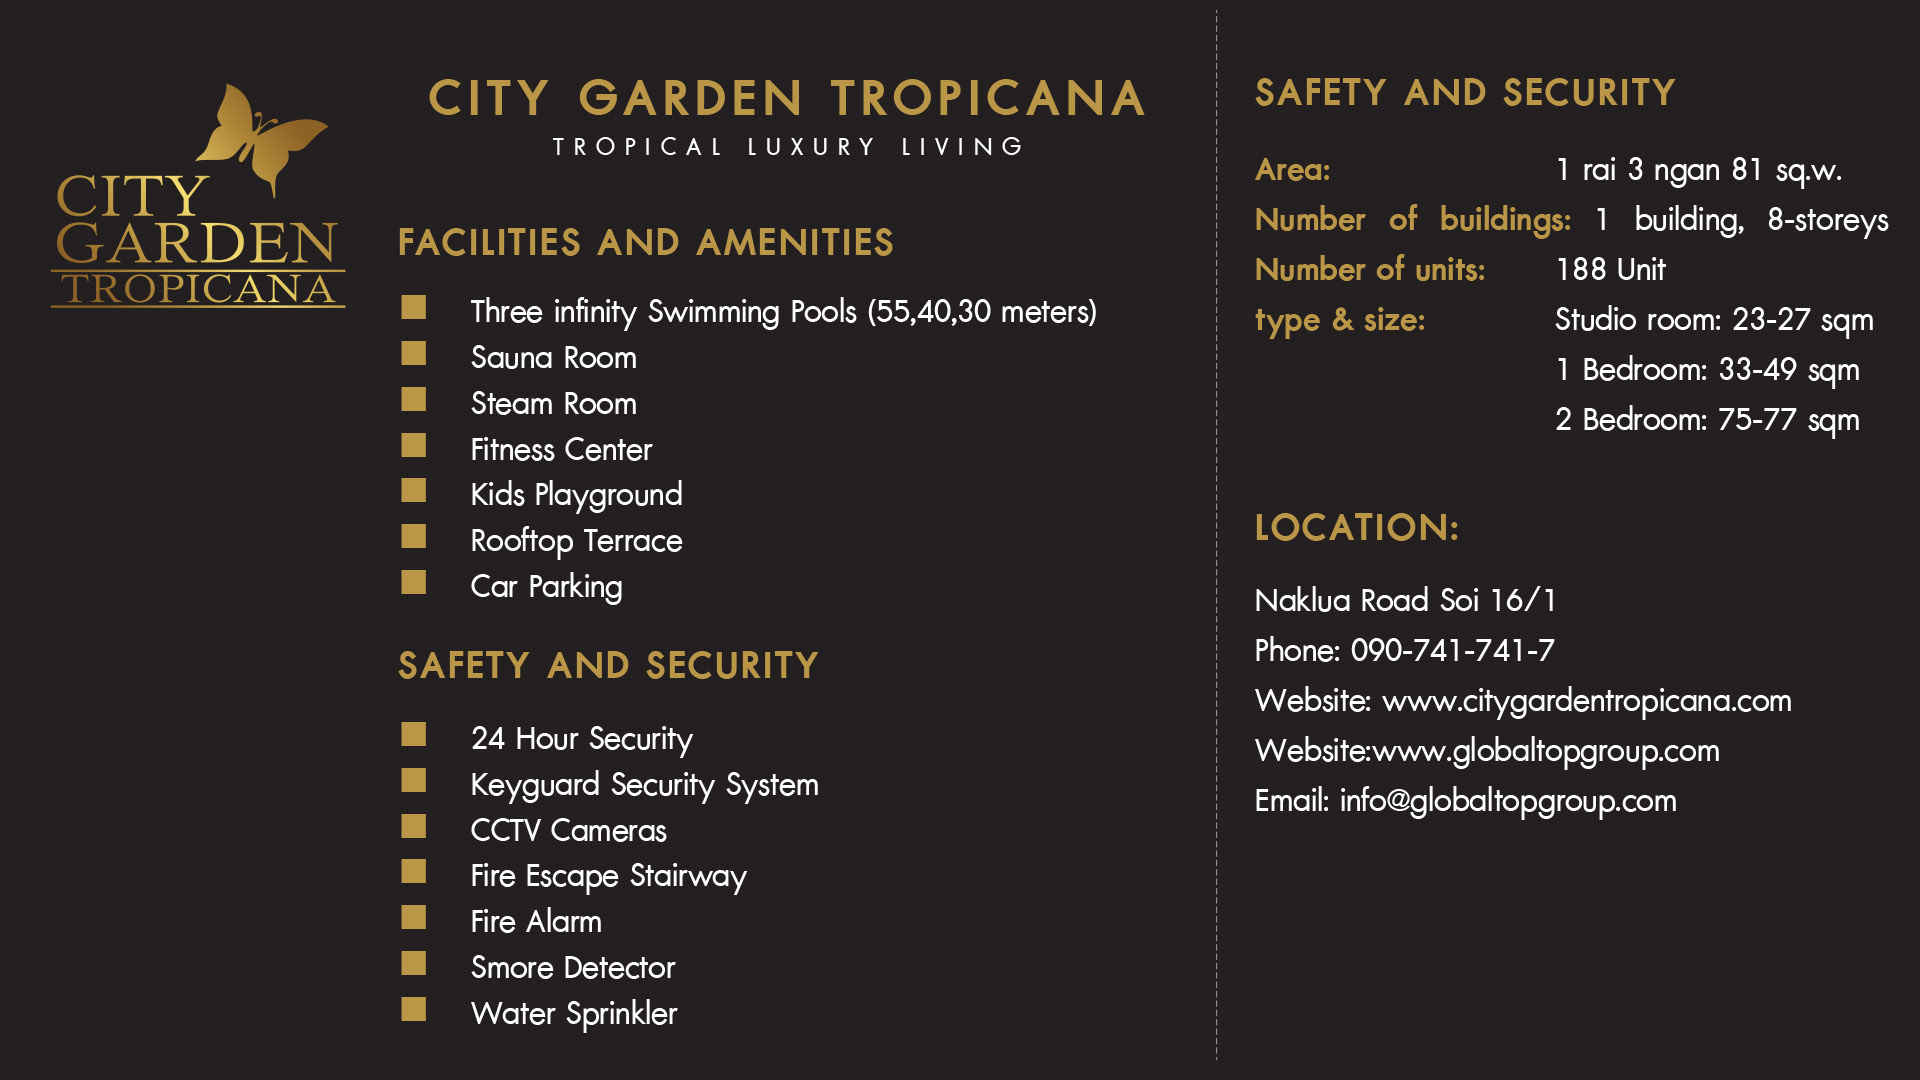 CITY
GARDEN
TROPICANA
CITY GARDEN TROPICANA
TROPICAL LUXURY LIVING
FACILITIES AND AMENITIES
Three infinity Swimming Pools (55,40,30 meters)
Sauna Room
Steam Room
Fitness Center
Kids Playground
Rooftop Terrace
Car Parking
SAFETY AND SECURITY
24 Hour Security
Keyguard Security System
CCTV Cameras
Fire Escape Stairway
Fire Alarm
Smore Detector
Water Sprinkler
SAFETY AND SECURITY
Area: 1 rai 3 ngan 81 sq.w.
Number of buildings: 1 building, 8-storeys
Number of units: 188 Unit
type & size: Studio room: 23-27 sqm
1 Bedroom: 33-49 sqm
2 Bedroom: 75-77 sqm
LOCATION:
Naklua Road Soi 16/1
Phone: 090-741-741-7
Website: www.citygardentropicana.com
Website:www.globaltopgroup.com
Email: info@globaltopgroup.com